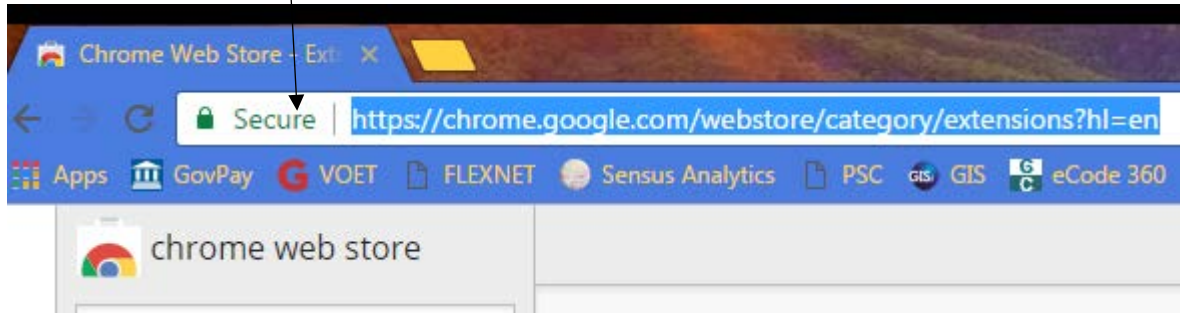 Chrome Web Store - Ext
Secure | https://chrome.google.com/webstore/category/extensions?hl=en
Apps GovPay G VOET FLEXNET Sensus Analytics PSC GIS GIS G C eCode 360
chrome web store